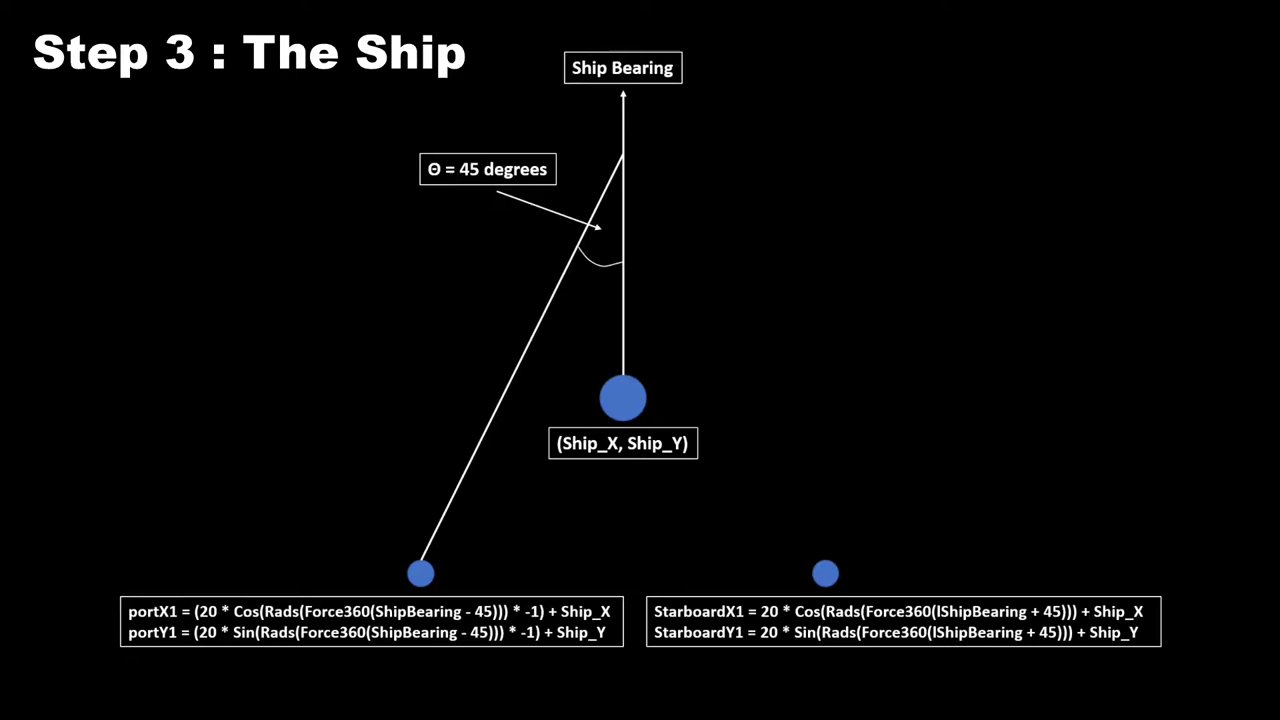 Step 3 : The Ship
Ship Bearing
Θ = 45 degrees
(Ship_X, Ship_Y)
portX1 = (20 * Cos(Rads(Force360(ShipBearing - 45))) * -1) + Ship_X
portY1 = (20 * Sin(Rads(Force360(ShipBearing - 45))) * -1) + Ship_Y
StarboardX1 = 20 * Cos(Rads(Force360(lShipBearing + 45))) + Ship_X
StarboardY1 = 20 * Sin(Rads(Force360(lShipBearing + 45))) + Ship_Y